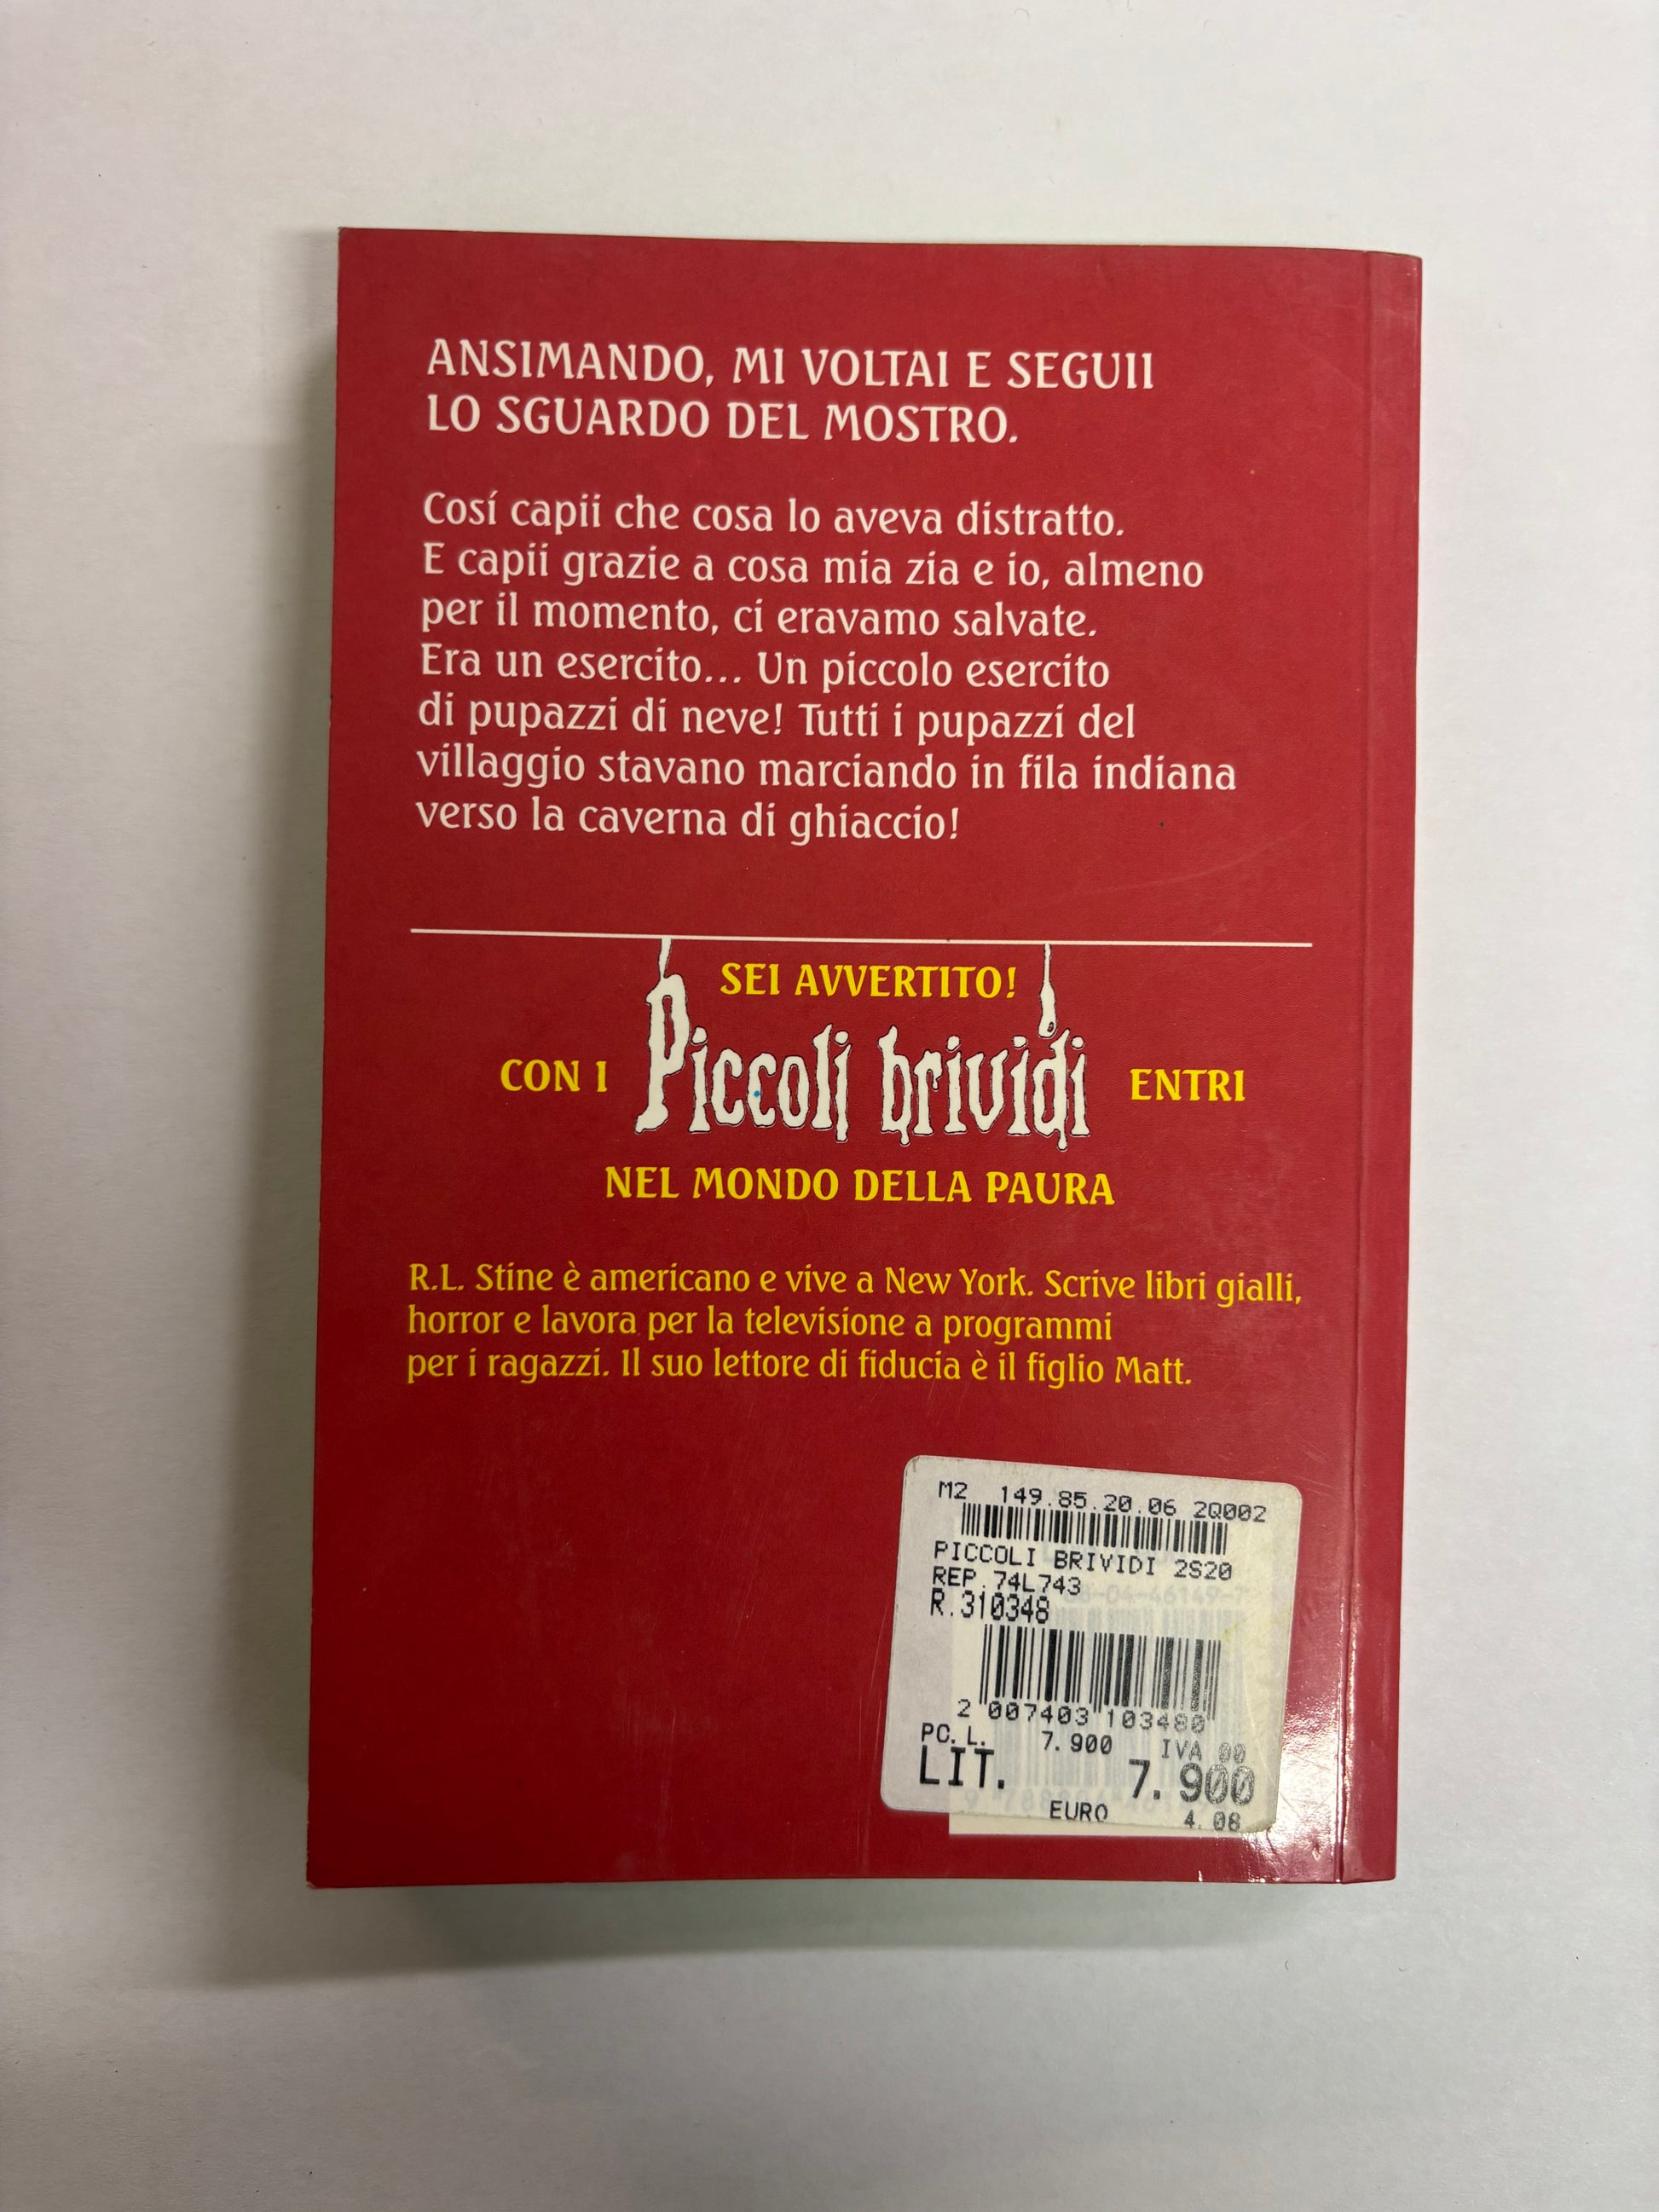 ANSIMANDO, MI VOLTAI E SEGUII
LO SGUARDO DEL MOSTRO.
Cosí capii che cosa lo aveva distratto.
E capii grazie a cosa mia zia e io, almeno
per il momento, ci eravamo salvate.
Era un esercito... Un piccolo esercito
di pupazzi di neve! Tutti i pupazzi del
villaggio stavano marciando in fila indiana
verso la caverna di ghiaccio!
SEI AVVERTITO!
CON I Piccoli brividi ENTRI
NEL MONDO DELLA PAURA
R.L. Stine è americano e vive a New York. Scrive libri gialli,
horror e lavora per la televisione a programmi
per i ragazzi. Il suo lettore di fiducia è il figlio Matt.
M2 149.85.20.06 2Q002
PICCOLI BRIVIDI 2S20
REP.74L743
R.310348
2 007403 103480
PC. L. 7.900 IVA 00
LIT. 7.900
EURO 4.08